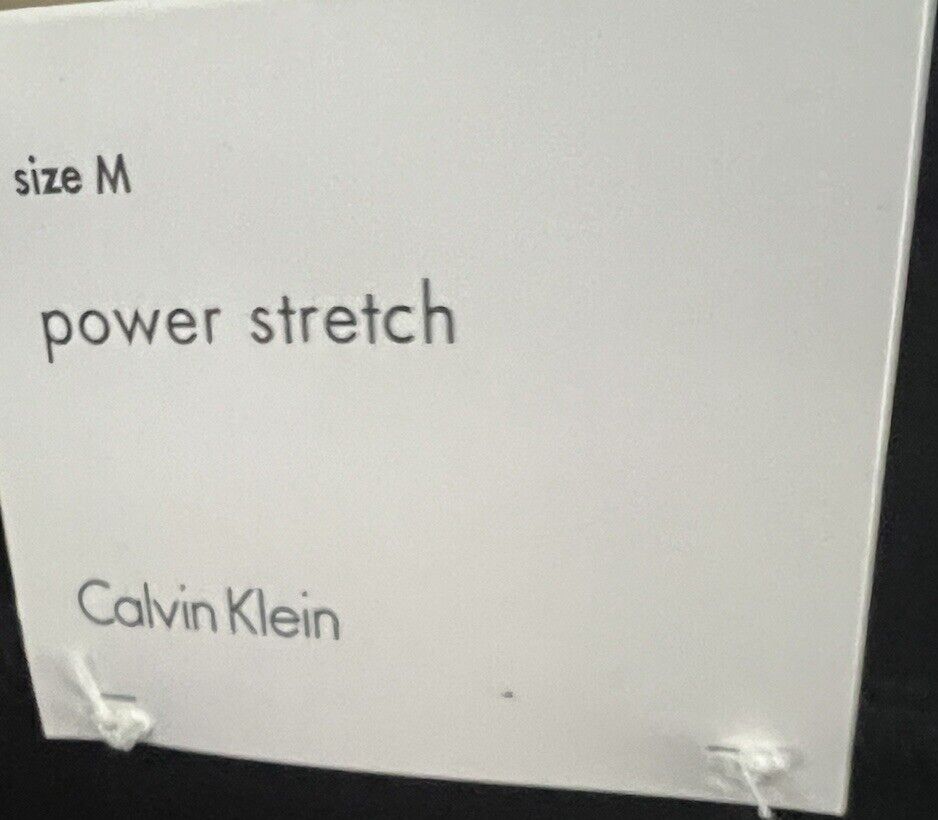 size M
power stretch
Calvin Klein